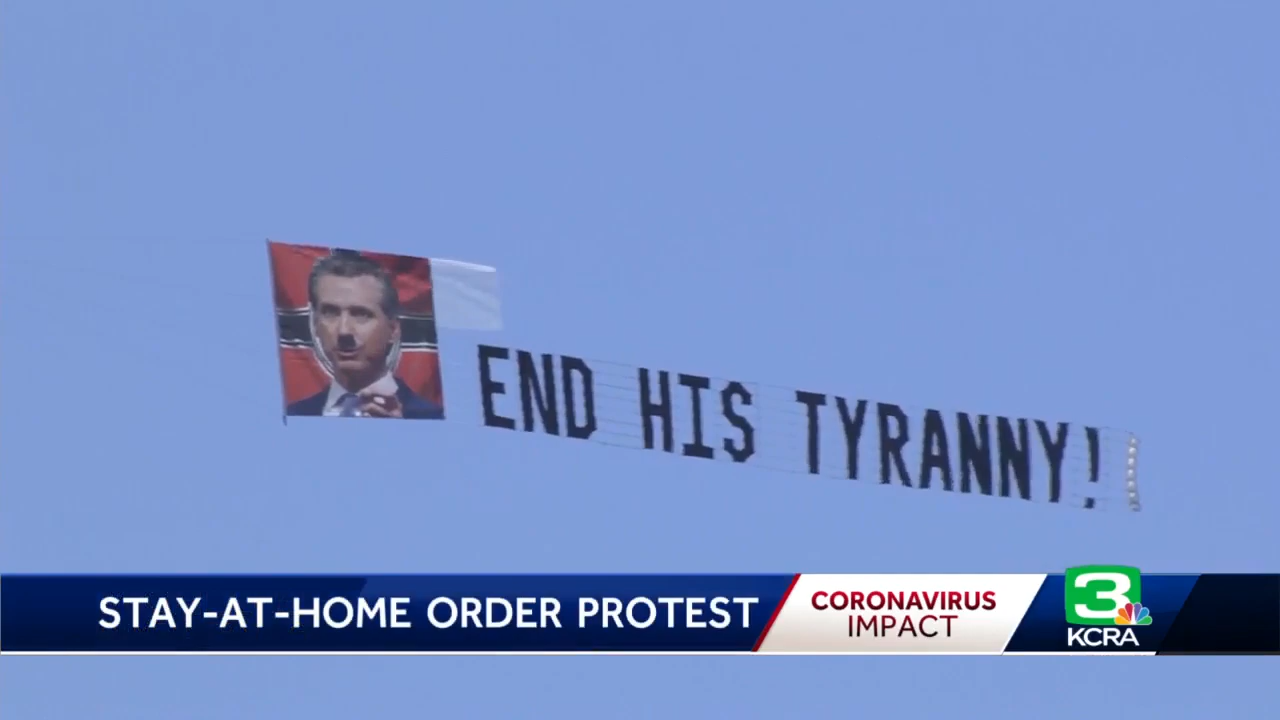 END HIS TYRANNY!
STAY-AT-HOME ORDER PROTEST
CORONAVIRUS
IMPACT
3
KCRA